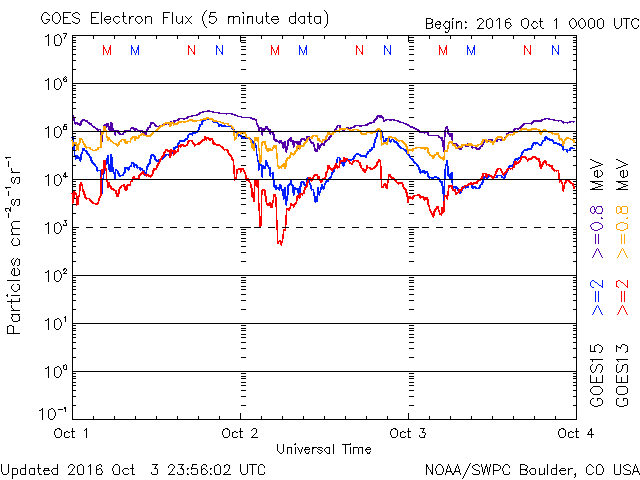 GOES Electron Flux (5 minute data)
Begin: 2016 Oct 1 0000 UTC
10⁷
M M N N M M N N M M N N
10⁶
10⁵
10⁴
10³
10²
10¹
10⁰
10⁻¹
Particles cm⁻²s⁻¹sr⁻¹
Oct 1 Oct 2 Oct 3 Oct 4
Universal Time
GOES15 >=2 >=0.8 MeV
GOES13 >=2 >=0.8 MeV
Updated 2016 Oct 3 23:56:02 UTC
NOAA/SWPC Boulder, CO USA